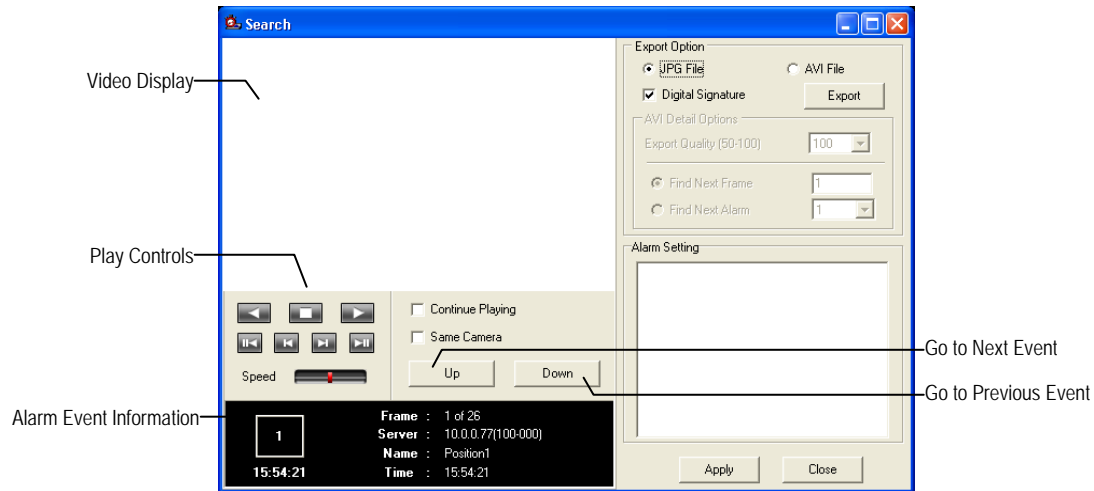 Search
Video Display
Play Controls
Continue Playing
Same Camera
Up
Down
Speed
Alarm Event Information
1
15:54:21
Frame : 1 of 26
Server : 10.0.0.77(100-000)
Name : Position1
Time : 15:54:21
Export Option
JPG File
AVI File
Digital Signature
Export
AVI Detail Options
Export Quality (50-100)
100
Find Next Frame
1
Find Next Alarm
1
Alarm Setting
Apply
Close
Go to Next Event
Go to Previous Event